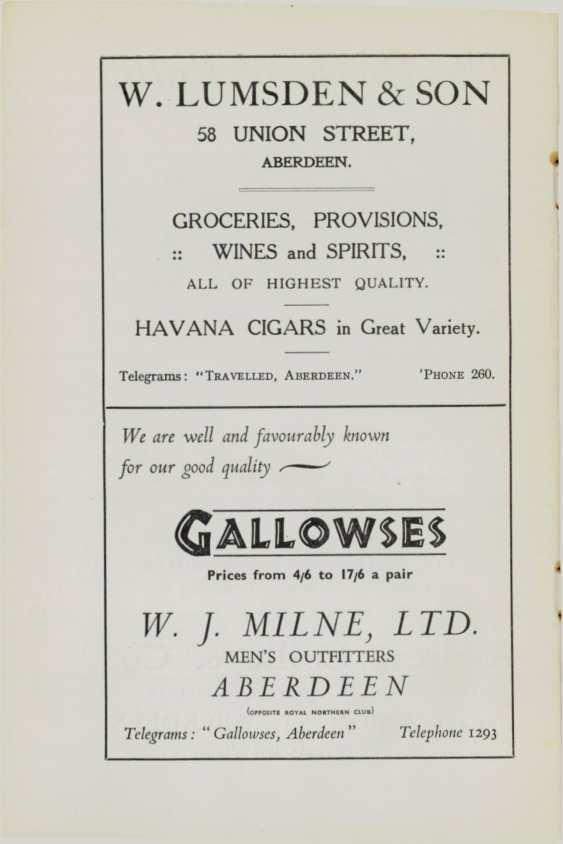 W. LUMSDEN & SON
58 UNION STREET,
ABERDEEN.
GROCERIES, PROVISIONS,
:: WINES and SPIRITS, ::
ALL OF HIGHEST QUALITY.
HAVANA CIGARS in Great Variety.
Telegrams: "TRAVELLED, ABERDEEN." 'PHONE 260.
We are well and favourably known
for our good quality
GALLOWSES
Prices from 4/6 to 17/6 a pair
W. J. MILNE, LTD.
MEN'S OUTFITTERS
ABERDEEN
(OPPOSITE ROYAL NORTHERN CLUB)
Telegrams: "Gallowses, Aberdeen" Telephone 1293